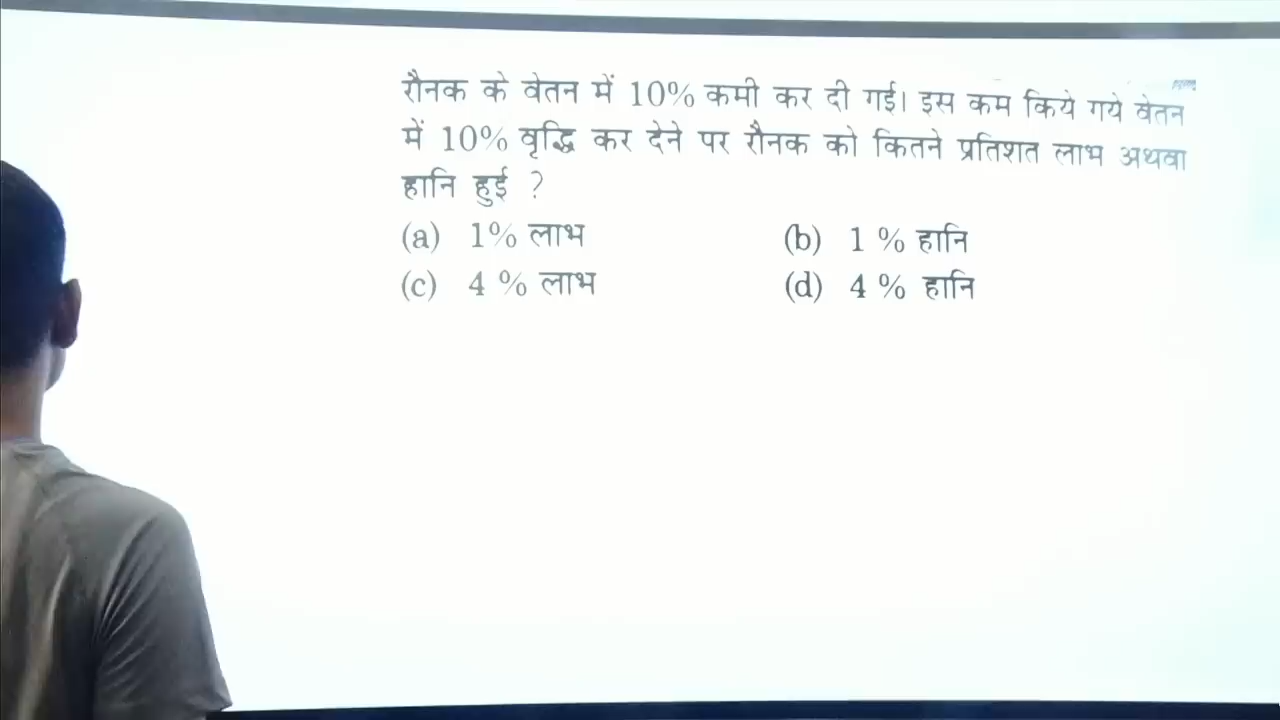 रौनक के वेतन में 10% कमी कर दी गई। इस कम किये गये वेतन
में 10% वृद्धि कर देने पर रौनक को कितने प्रतिशत लाभ अथवा
हानि हुई ?
(a) 1% लाभ (b) 1 % हानि
(c) 4 % लाभ (d) 4 % हानि